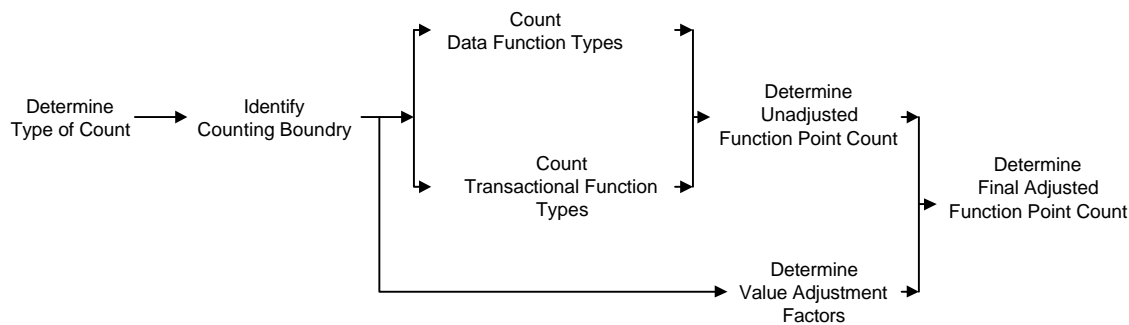 Determine
Type of Count
Identify
Counting Boundry
Count
Data Function Types
Count
Transactional Function
Types
Determine
Unadjusted
Function Point Count
Determine
Value Adjustment
Factors
Determine
Final Adjusted
Function Point Count